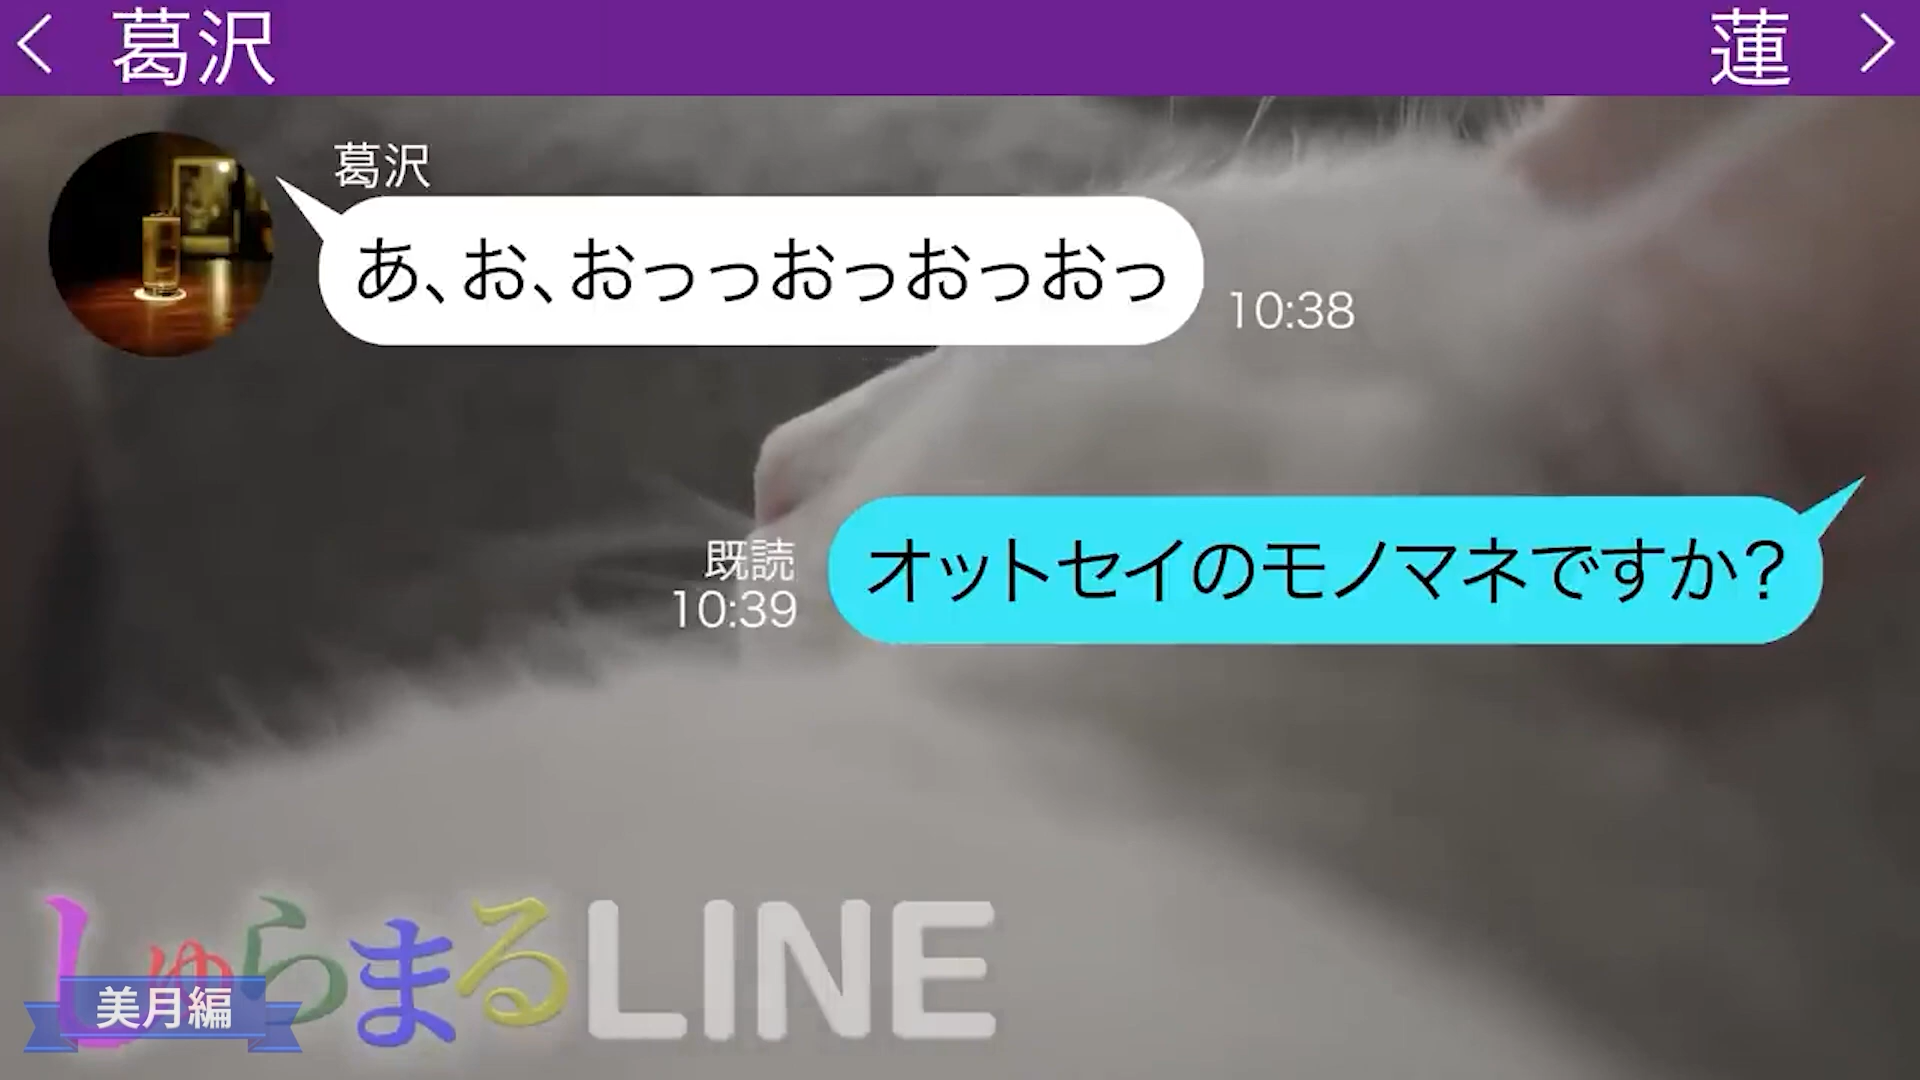 葛沢
蓮
葛沢
あ、お、おっっおっおっおっ
10:38
オットセイのモノマネですか?
既読
10:39
しゅらまるLINE
美月編